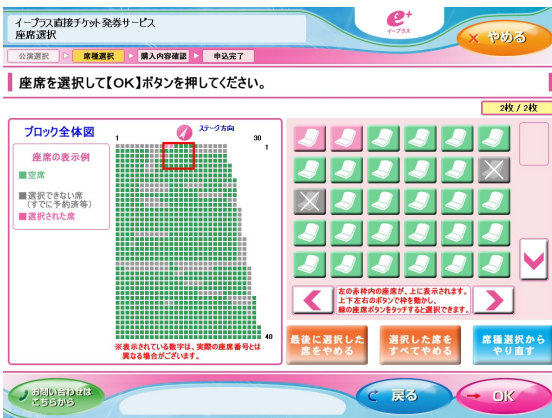 イープラス直接チケット発券サービス
座席選択
e+
イープラス
× やめる
公演選択
席種選択
購入内容確認
申込完了
座席を選択して【OK】ボタンを押してください。
2枚 / 2枚
ブロック全体図
座席の表示例
■空席
■選択できない席
(すでに予約済等)
■選択された席
ステージ方向
1
30
1
40
※表示されている数字は、実際の座席番号とは
異なる場合がございます。
左の赤枠内の座席が、上に表示されます。
上下左右のボタンで枠を動かし、
緑の座席ボタンをタッチすると選択できます。
最後に選択した
席をやめる
選択した席を
すべてやめる
席種選択から
やり直す
お問い合わせは
こちらから
戻る
OK